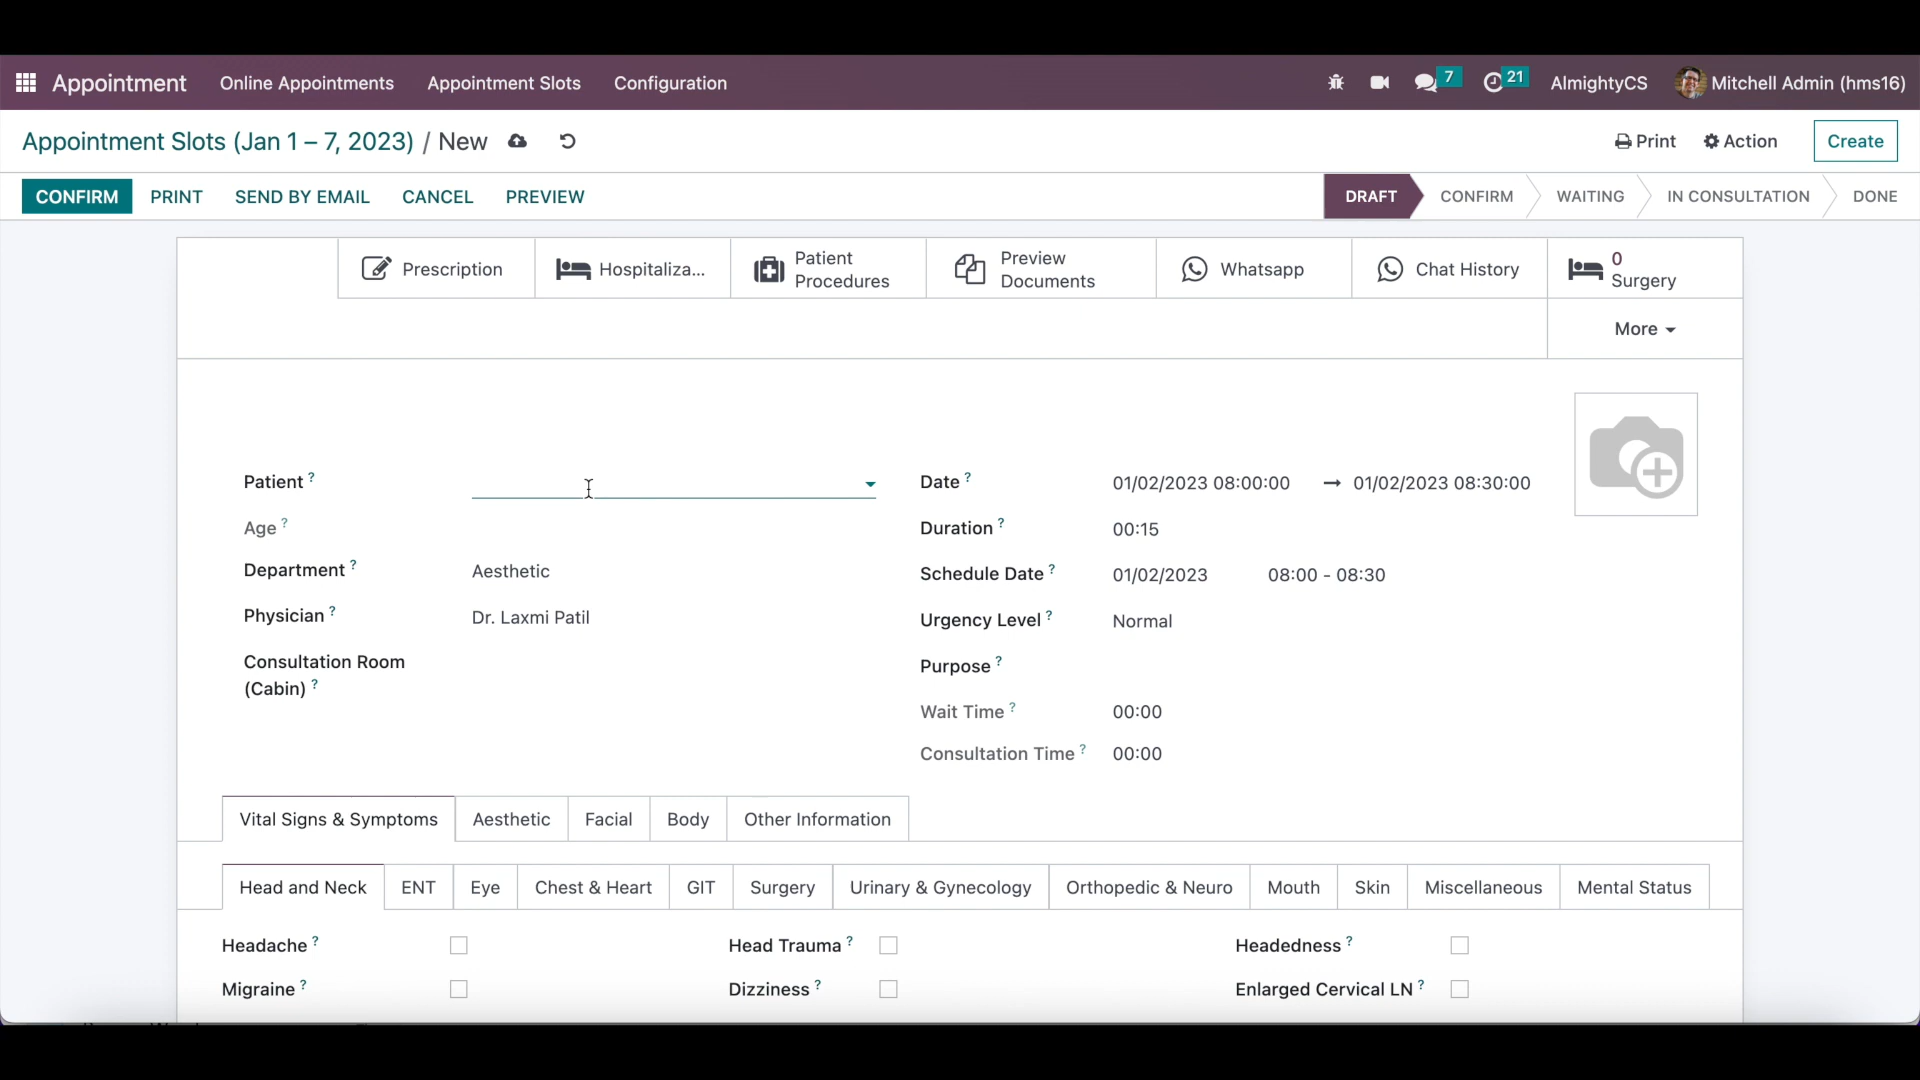 Appointment Online Appointments Appointment Slots Configuration 7 21 AlmightyCS Mitchell Admin (hms16)
Appointment Slots (Jan 1 – 7, 2023) / New Print Action Create
CONFIRM PRINT SEND BY EMAIL CANCEL PREVIEW DRAFT CONFIRM WAITING IN CONSULTATION DONE
Prescription Hospitaliza... Patient Procedures Preview Documents Whatsapp Chat History 0 Surgery
More
Patient ? Date ? 01/02/2023 08:00:00 → 01/02/2023 08:30:00
Age ? Duration ? 00:15
Department ? Aesthetic Schedule Date ? 01/02/2023 08:00 - 08:30
Physician ? Dr. Laxmi Patil Urgency Level ? Normal
Consultation Room (Cabin) ? Purpose ?
Wait Time ? 00:00
Consultation Time ? 00:00
Vital Signs & Symptoms Aesthetic Facial Body Other Information
Head and Neck ENT Eye Chest & Heart GIT Surgery Urinary & Gynecology Orthopedic & Neuro Mouth Skin Miscellaneous Mental Status
Headache ? Head Trauma ? Headedness ?
Migraine ? Dizziness ? Enlarged Cervical LN ?